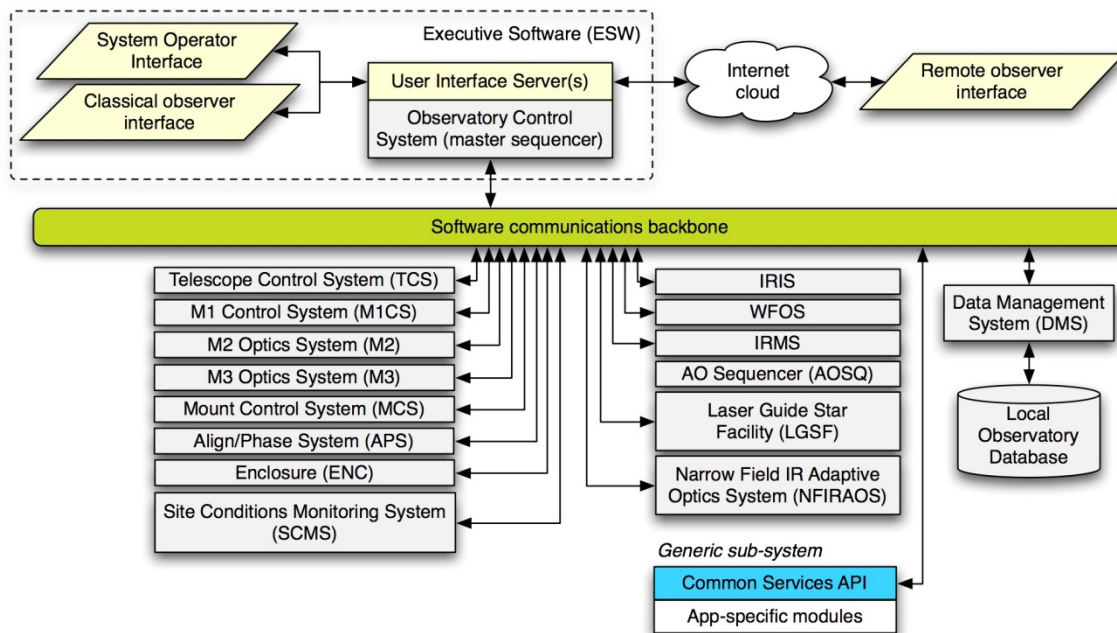 Executive Software (ESW)
System Operator
Interface
Classical observer
interface
User Interface Server(s)
Observatory Control
System (master sequencer)
Internet
cloud
Remote observer
interface
Software communications backbone
Telescope Control System (TCS)
M1 Control System (M1CS)
M2 Optics System (M2)
M3 Optics System (M3)
Mount Control System (MCS)
Align/Phase System (APS)
Enclosure (ENC)
Site Conditions Monitoring System
(SCMS)
IRIS
WFOS
IRMS
AO Sequencer (AOSQ)
Laser Guide Star
Facility (LGSF)
Narrow Field IR Adaptive
Optics System (NFIRAOS)
Generic sub-system
Common Services API
App-specific modules
Data Management
System (DMS)
Local
Observatory
Database